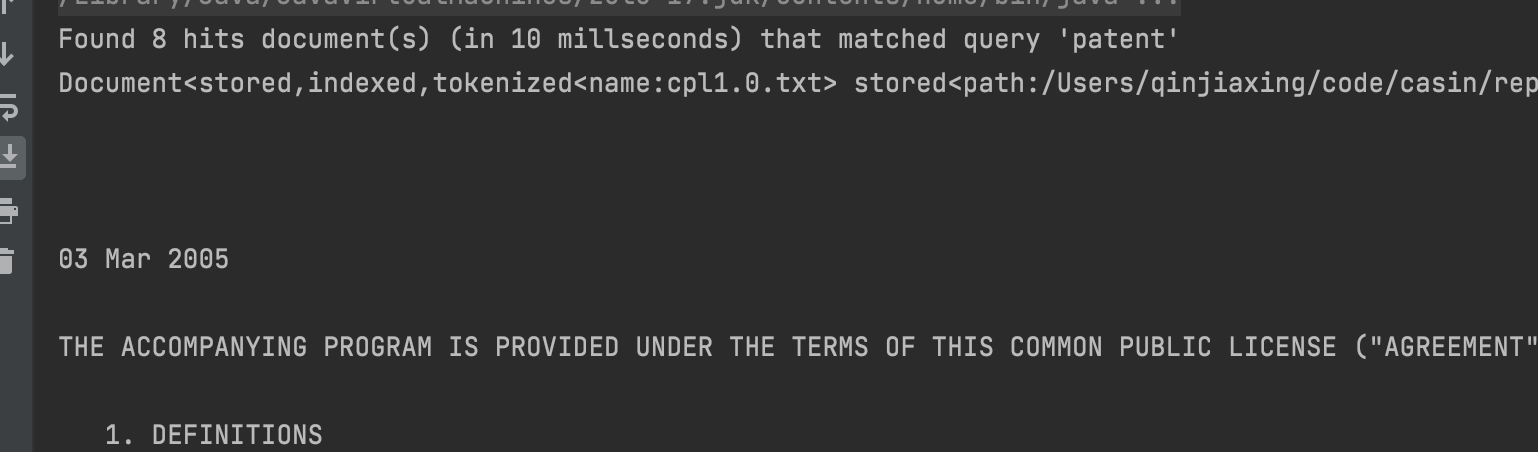 Found 8 hits document(s) (in 10 millseconds) that matched query 'patent'
Document<stored,indexed,tokenized<name:cpl1.0.txt> stored<path:/Users/qinjiaxing/code/casin/rep
03 Mar 2005
THE ACCOMPANYING PROGRAM IS PROVIDED UNDER THE TERMS OF THIS COMMON PUBLIC LICENSE ("AGREEMENT"
1. DEFINITIONS